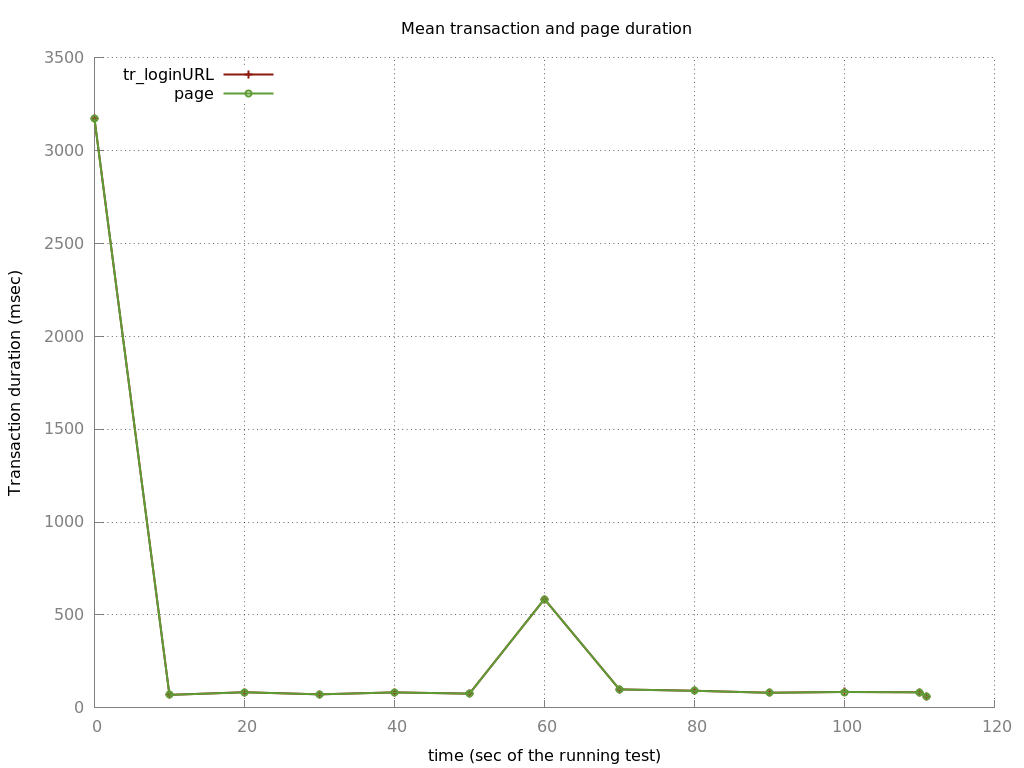 Mean transaction and page duration
3500
3000
2500
2000
1500
1000
500
0
tr_loginURL
page
Transaction duration (msec)
0 20 40 60 80 100 120
time (sec of the running test)